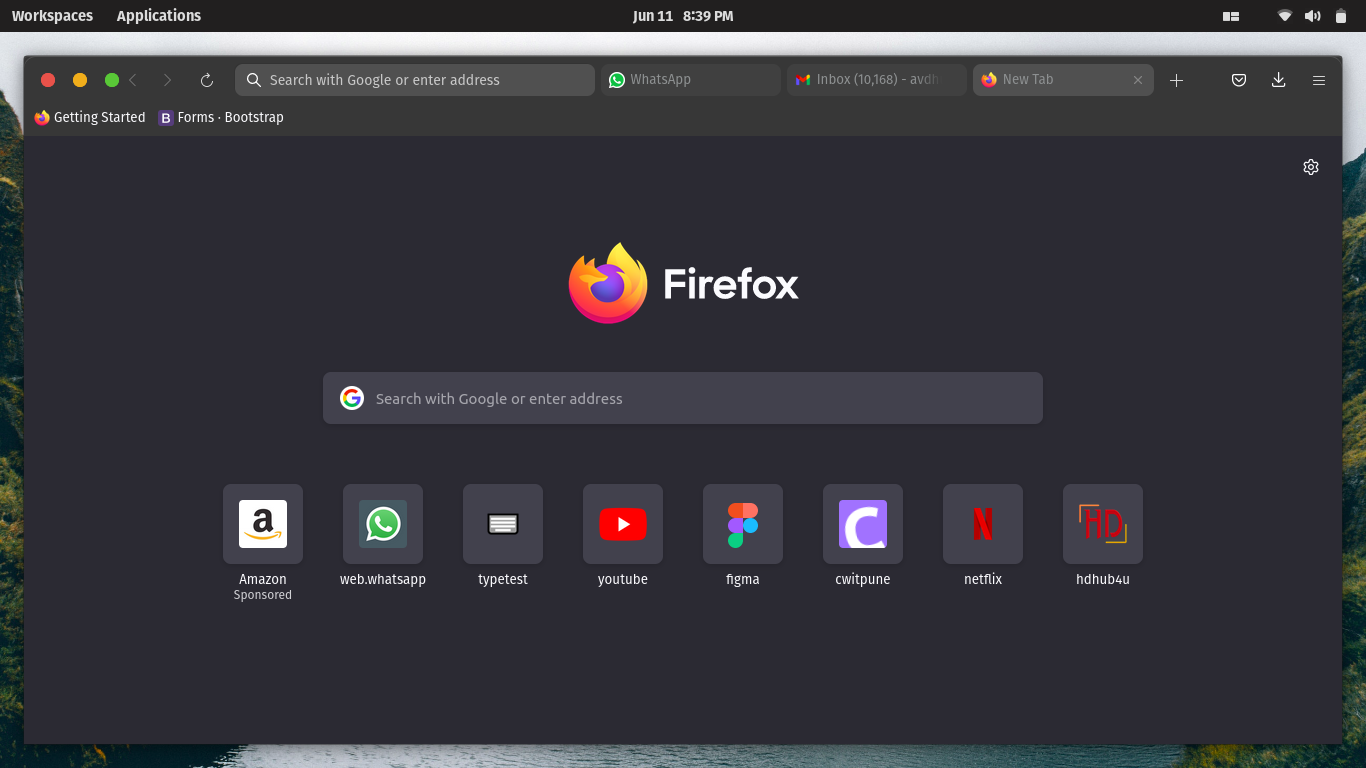 Workspaces Applications Jun 11 8:39 PM
Search with Google or enter address WhatsApp Inbox (10,168) - avdh New Tab
Getting Started B Forms · Bootstrap
Firefox
Search with Google or enter address
a N HD
Amazon web.whatsapp typetest youtube figma cwitpune netflix hdhub4u
Sponsored